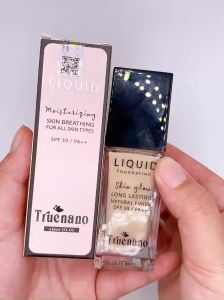 LIQUID
Moisturizing
SKIN BREATHING
FOR ALL SKIN TYPES
SPF 50 / PA++
Truenano
LIQUID
Foundation
Skin glow
LONG LASTING
NATURAL FINISH
SPF 50 / PA++
Truenano